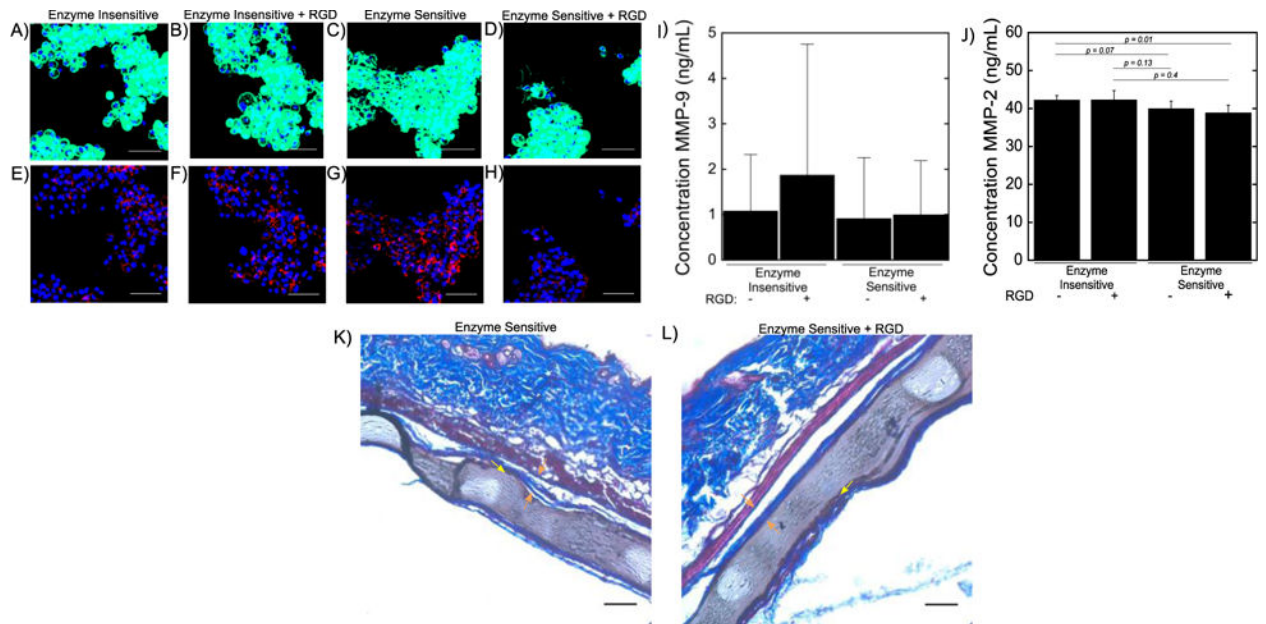 Enzyme Insensitive
Enzyme Insensitive + RGD
Enzyme Sensitive
Enzyme Sensitive + RGD
A)
B)
C)
D)
E)
F)
G)
H)
I)
Concentration MMP-9 (ng/mL)
5
4
3
2
1
0
Enzyme
Insensitive
Enzyme
Sensitive
RGD: - + - +
J)
Concentration MMP-2 (ng/mL)
60
50
40
30
20
10
0
p = 0.01
p = 0.07
p = 0.13
p = 0.4
Enzyme
Insensitive
Enzyme
Sensitive
RGD - + - +
K)
Enzyme Sensitive
L)
Enzyme Sensitive + RGD